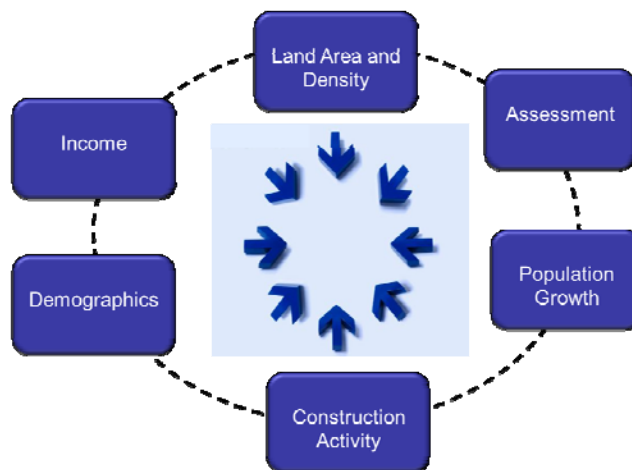 Land Area and
Density
Assessment
Income
Population
Growth
Demographics
Construction
Activity